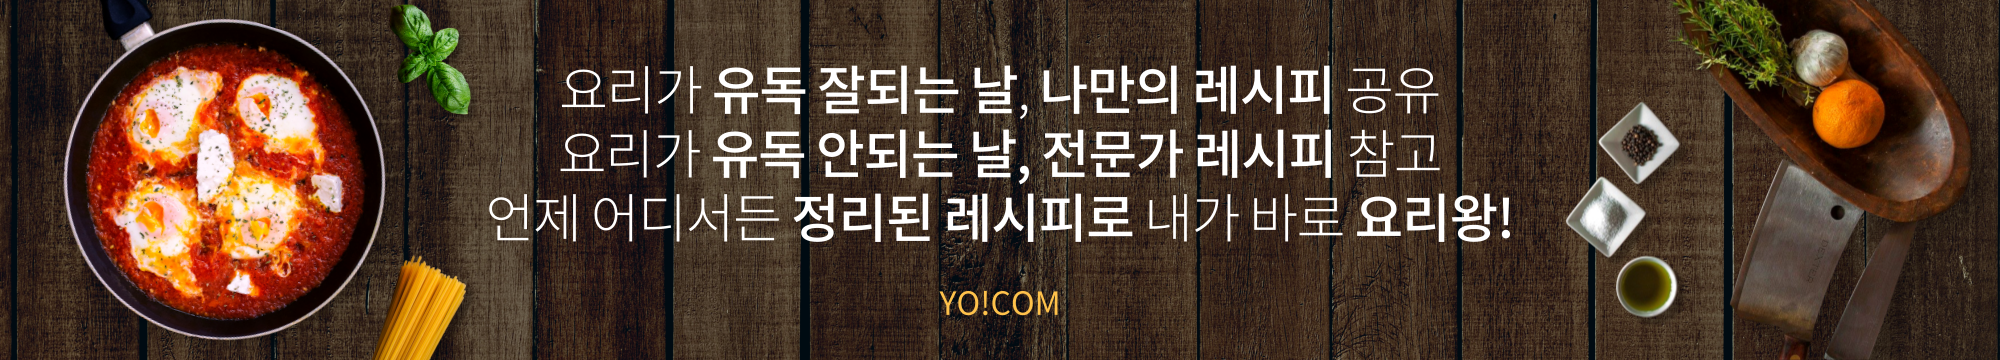 요리가 유독 잘되는 날, 나만의 레시피 공유
요리가 유독 안되는 날, 전문가 레시피 참고
언제 어디서든 정리된 레시피로 내가 바로 요리왕!
YO!COM